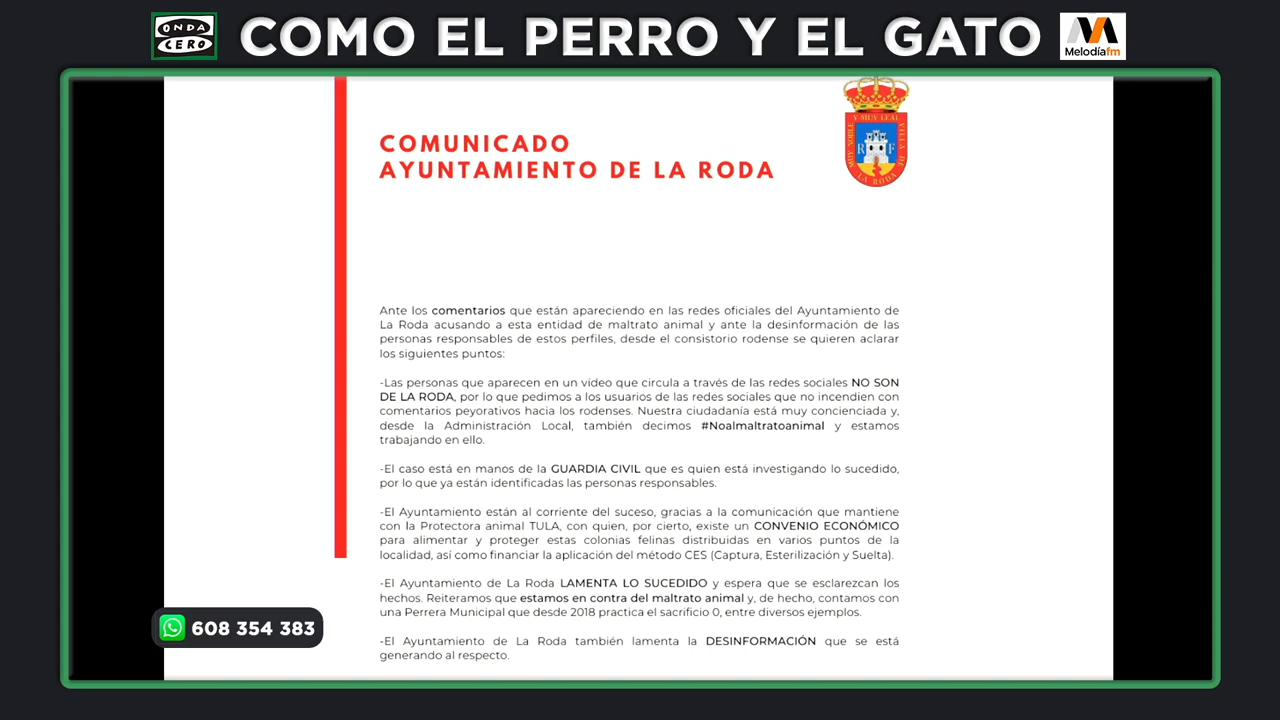 ONDA
CERO
COMO EL PERRO Y EL GATO
Melodíafm
COMUNICADO
AYUNTAMIENTO DE LA RODA
Y MUY LEAL
MUY NOBLE
VILLA DE
R F
LA RODA
Ante los comentarios que están apareciendo en las redes oficiales del Ayuntamiento de
La Roda acusando a esta entidad de maltrato animal y ante la desinformación de las
personas responsables de estos perfiles, desde el consistorio rodense se quieren aclarar
los siguientes puntos:
-Las personas que aparecen en un vídeo que circula a través de las redes sociales NO SON
DE LA RODA, por lo que pedimos a los usuarios de las redes sociales que no incendien con
comentarios peyorativos hacia los rodenses. Nuestra ciudadanía está muy concienciada y,
desde la Administración Local, también decimos #Noalmaltratoanimal y estamos
trabajando en ello.
-El caso está en manos de la GUARDIA CIVIL que es quien está investigando lo sucedido,
por lo que ya están identificadas las personas responsables.
-El Ayuntamiento están al corriente del suceso, gracias a la comunicación que mantiene
con la Protectora animal TULA, con quien, por cierto, existe un CONVENIO ECONÓMICO
para alimentar y proteger estas colonias felinas distribuidas en varios puntos de la
localidad, así como financiar la aplicación del método CES (Captura, Esterilización y Suelta).
-El Ayuntamiento de La Roda LAMENTA LO SUCEDIDO y espera que se esclarezcan los
hechos. Reiteramos que estamos en contra del maltrato animal y, de hecho, contamos con
una Perrera Municipal que desde 2018 practica el sacrificio 0, entre diversos ejemplos.
-El Ayuntamiento de La Roda también lamenta la DESINFORMACIÓN que se está
generando al respecto.
608 354 383